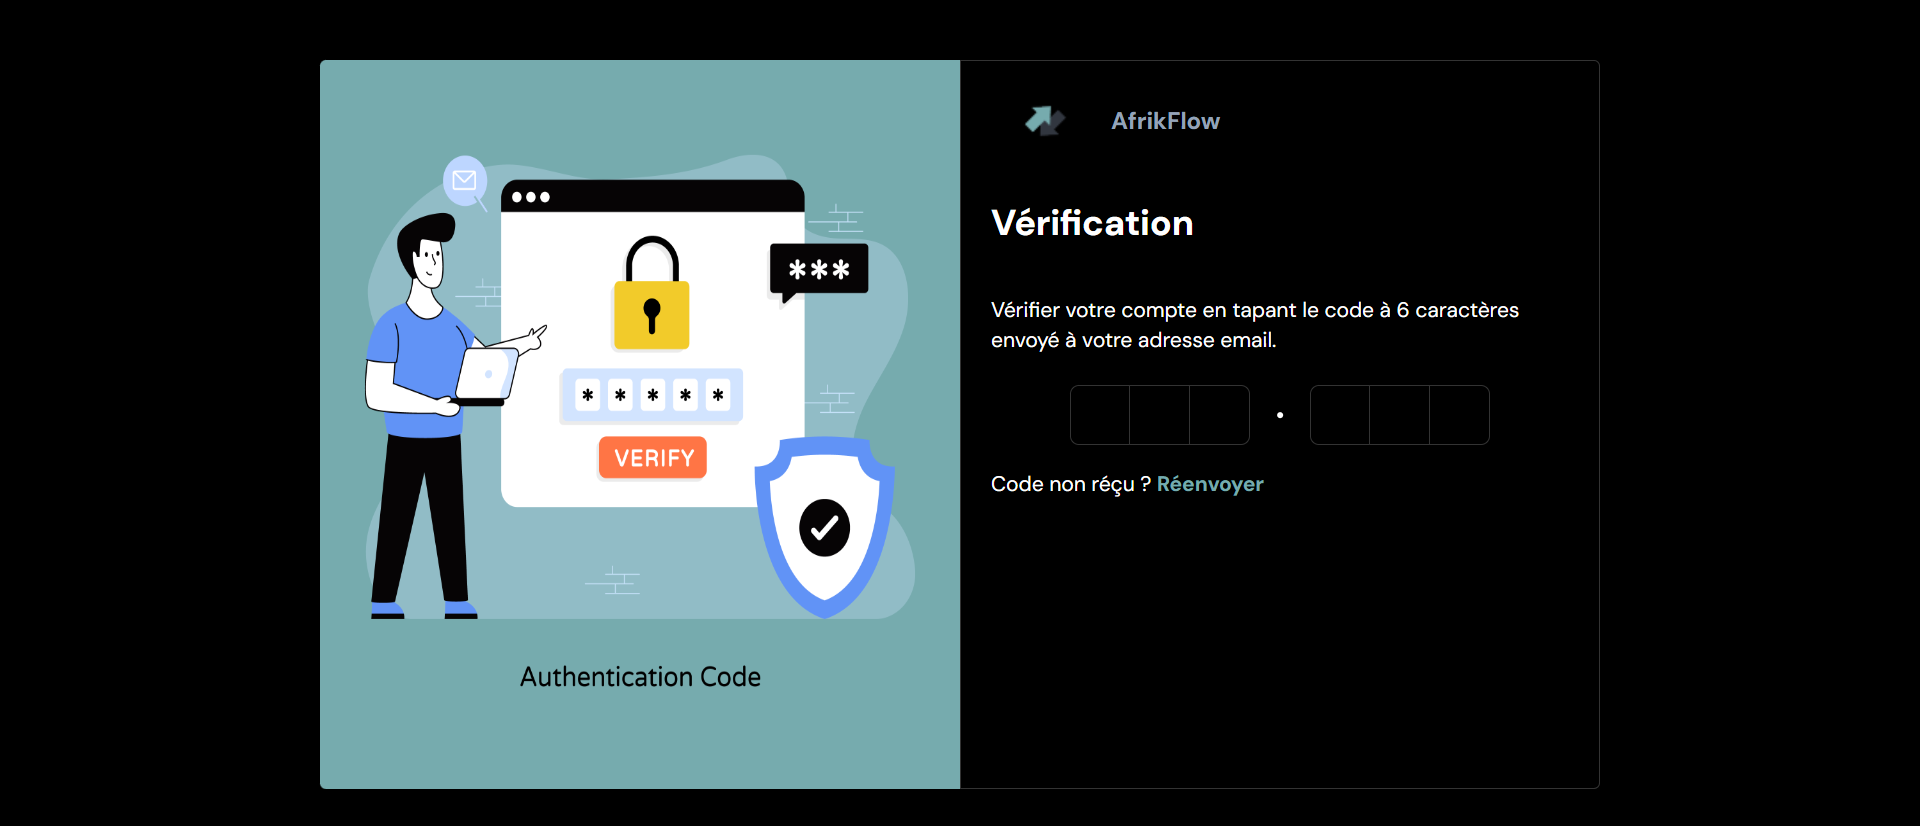 ***
* * * * *
VERIFY
Authentication Code
AfrikFlow
Vérification
Vérifier votre compte en tapant le code à 6 caractères
envoyé à votre adresse email.
Code non réçu ? Réenvoyer